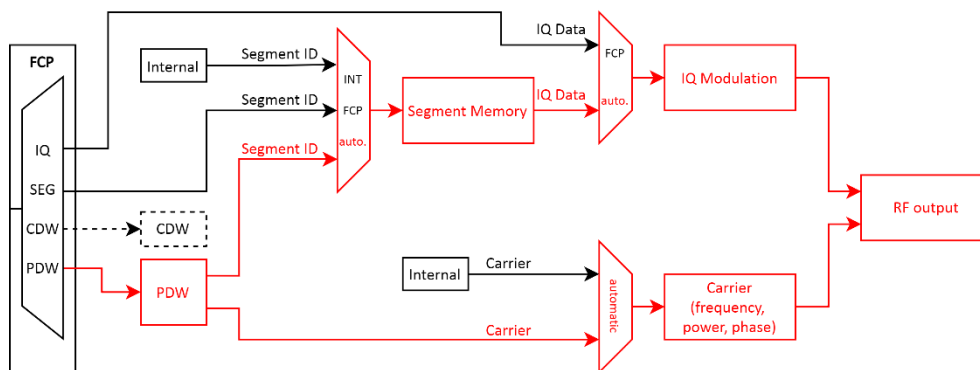 FCP
IQ
SEG
CDW
PDW
Internal
Segment ID
Segment ID
Segment ID
CDW
PDW
INT
FCP
auto.
Segment Memory
IQ Data
IQ Data
FCP
auto.
IQ Modulation
Internal
Carrier
Carrier
automatic
Carrier
(frequency,
power, phase)
RF output